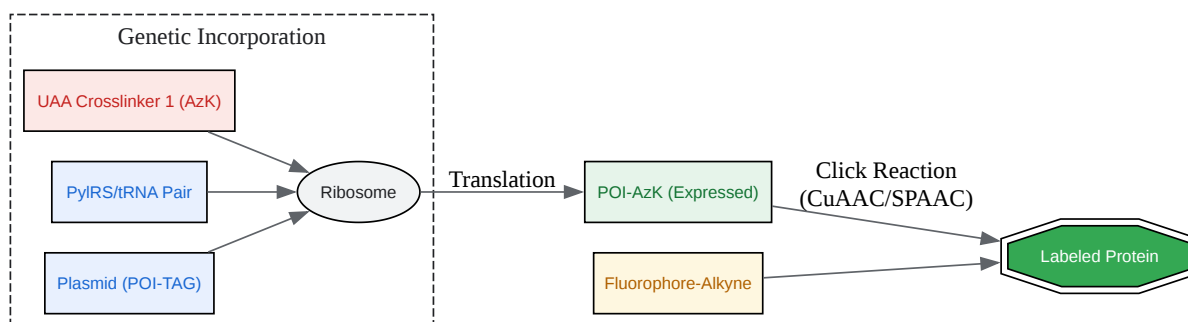 Genetic Incorporation
UAA Crosslinker 1 (AzK)
PylRS/tRNA Pair
Plasmid (POI-TAG)
Ribosome
Translation
POI-AzK (Expressed)
Fluorophore-Alkyne
Click Reaction
(CuAAC/SPAAC)
Labeled Protein